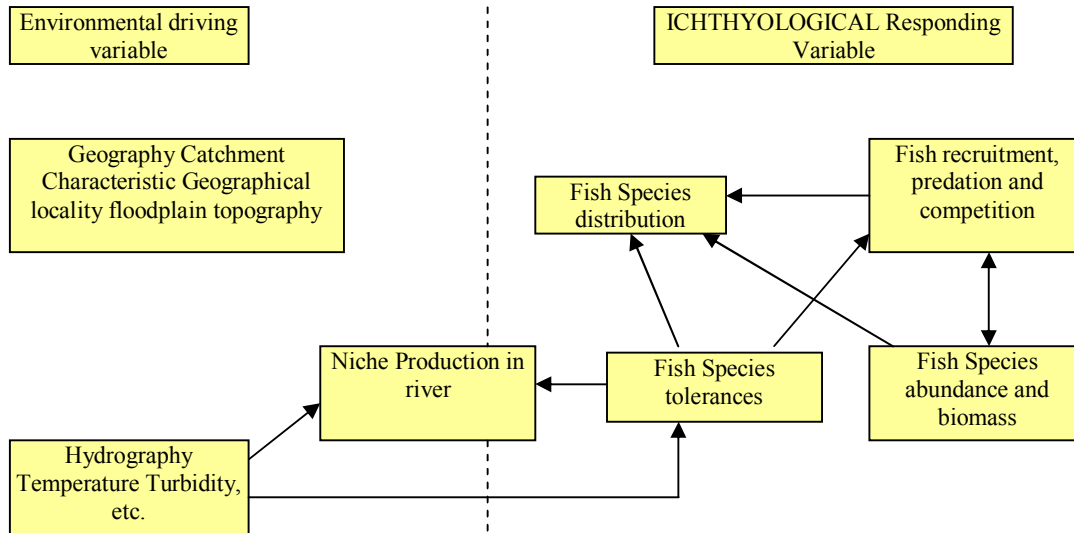 Environmental driving
variable
ICHTHYOLOGICAL Responding
Variable
Geography Catchment
Characteristic Geographical
locality floodplain topography
Fish Species
distribution
Fish recruitment,
predation and
competition
Niche Production in
river
Fish Species
tolerances
Fish Species
abundance and
biomass
Hydrography
Temperature Turbidity,
etc.